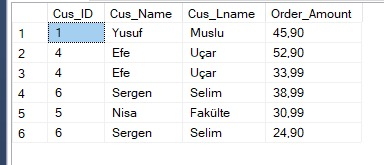 Cus_ID Cus_Name Cus_Lname Order_Amount
1 1 Yusuf Muslu 45,90
2 4 Efe Uçar 52,90
3 4 Efe Uçar 33,99
4 6 Sergen Selim 38,99
5 5 Nisa Fakülte 30,99
6 6 Sergen Selim 24,90